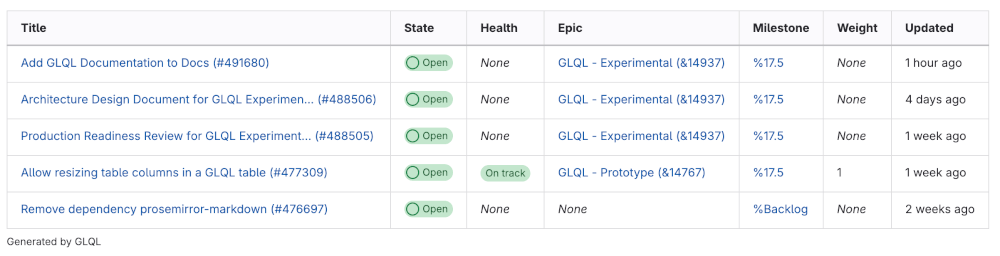 Title State Health Epic Milestone Weight Updated
Add GLQL Documentation to Docs (#491680) Open None GLQL - Experimental (&14937) %17.5 None 1 hour ago
Architecture Design Document for GLQL Experimen... (#488506) Open None GLQL - Experimental (&14937) %17.5 None 4 days ago
Production Readiness Review for GLQL Experiment... (#488505) Open None GLQL - Experimental (&14937) %17.5 None 1 week ago
Allow resizing table columns in a GLQL table (#477309) Open On track GLQL - Prototype (&14767) %17.5 1 1 week ago
Remove dependency prosemirror-markdown (#476697) Open None None %Backlog None 2 weeks ago
Generated by GLQL